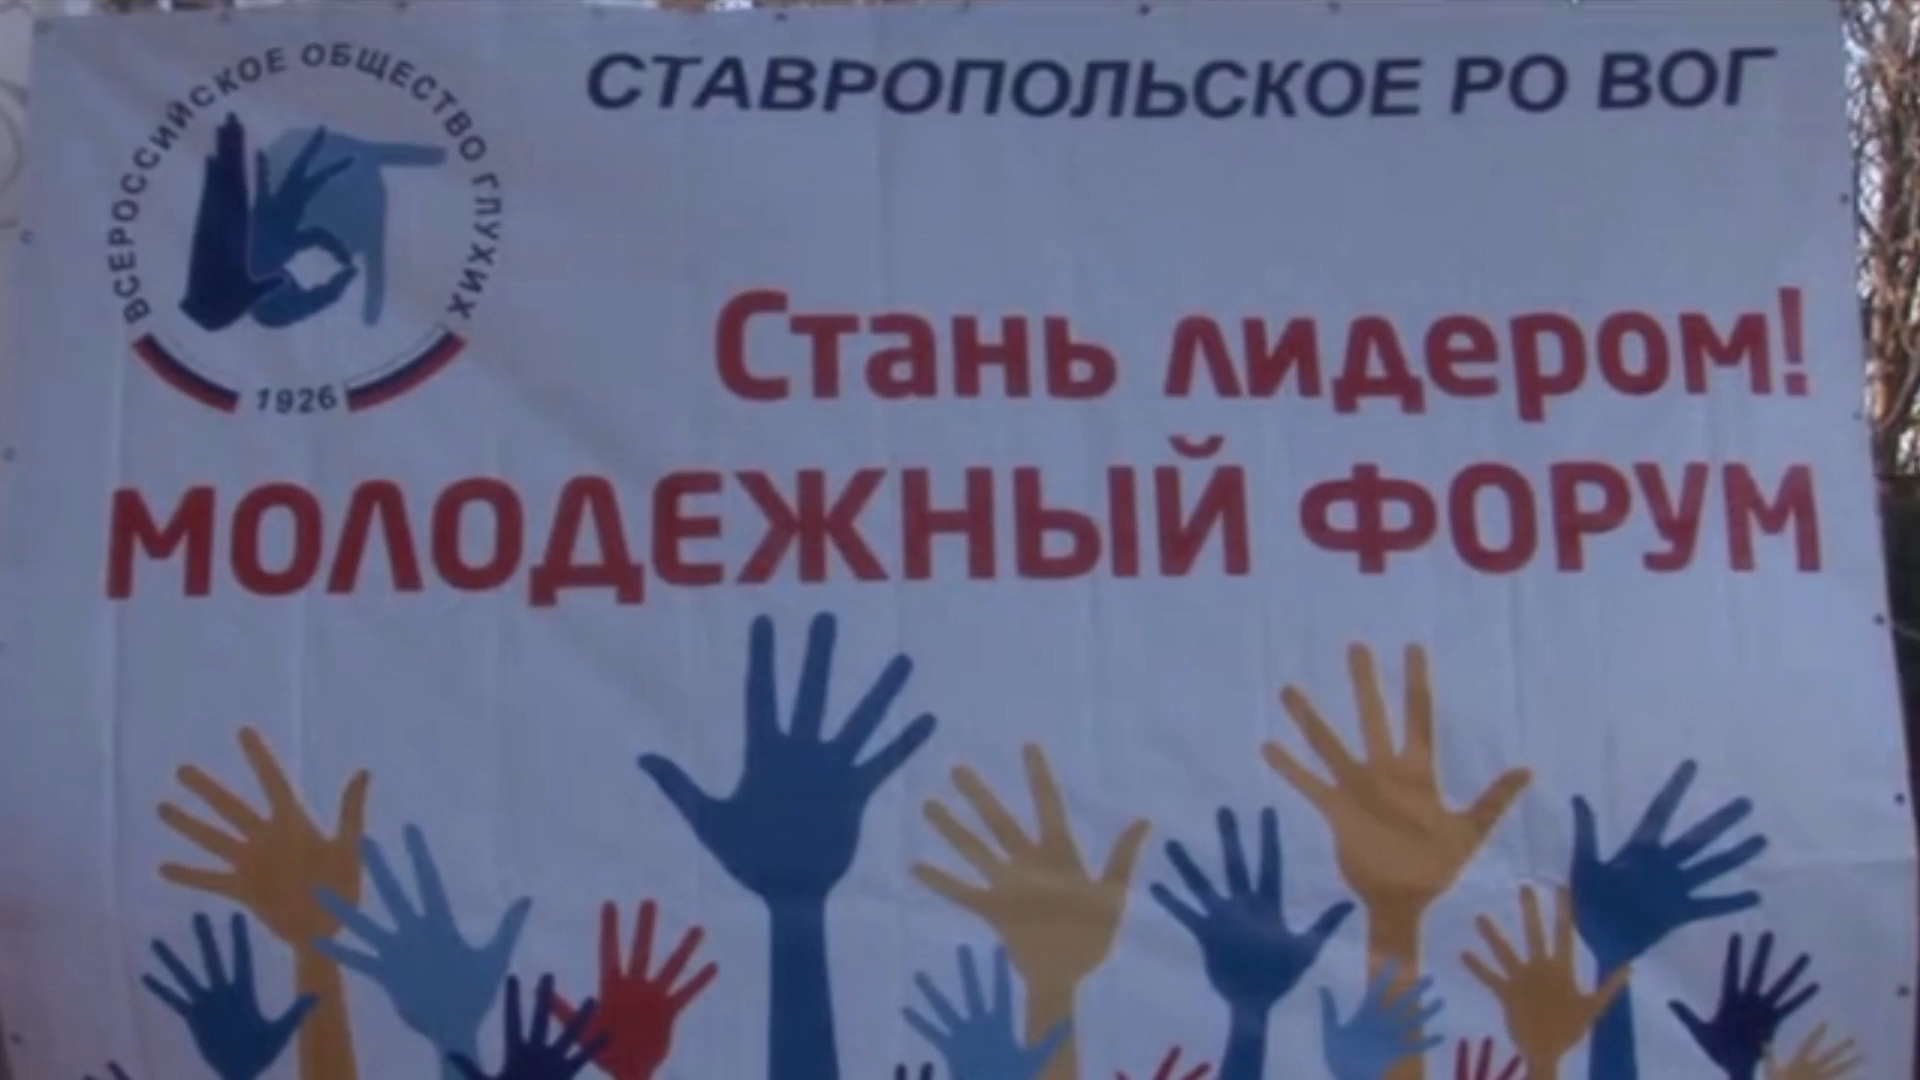 ВСЕРОССИЙСКОЕ ОБЩЕСТВО ГЛУХИХ
1926
СТАВРОПОЛЬСКОЕ РО ВОГ
Стань лидером!
МОЛОДЕЖНЫЙ ФОРУМ